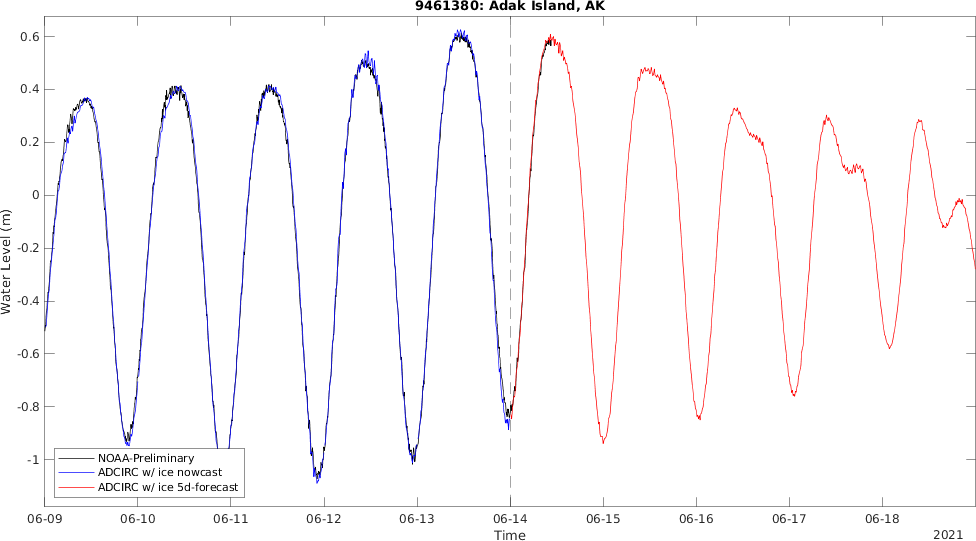 9461380: Adak Island, AK
Water Level (m)
0.6
0.4
0.2
0
-0.2
-0.4
-0.6
-0.8
-1
NOAA-Preliminary
ADCIRC w/ ice nowcast
ADCIRC w/ ice 5d-forecast
06-09 06-10 06-11 06-12 06-13 06-14 06-15 06-16 06-17 06-18
Time
2021